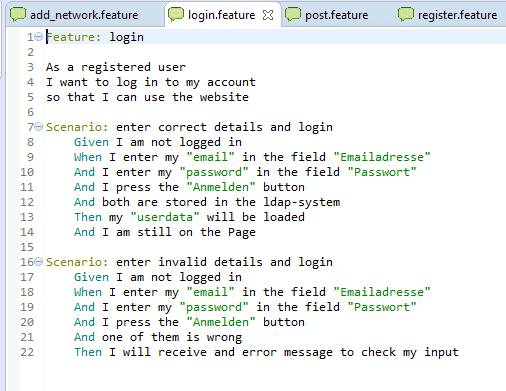 add_network.feature login.feature post.feature register.feature
1 Feature: login
2
3 As a registered user
4 I want to log in to my account
5 so that I can use the website
6
7 Scenario: enter correct details and login
8 Given I am not logged in
9 When I enter my "email" in the field "Emailadresse"
10 And I enter my "password" in the field "Passwort"
11 And I press the "Anmelden" button
12 And both are stored in the ldap-system
13 Then my "userdata" will be loaded
14 And I am still on the Page
15
16 Scenario: enter invalid details and login
17 Given I am not logged in
18 When I enter my "email" in the field "Emailadresse"
19 And I enter my "password" in the field "Passwort"
20 And I press the "Anmelden" button
21 And one of them is wrong
22 Then I will receive and error message to check my input